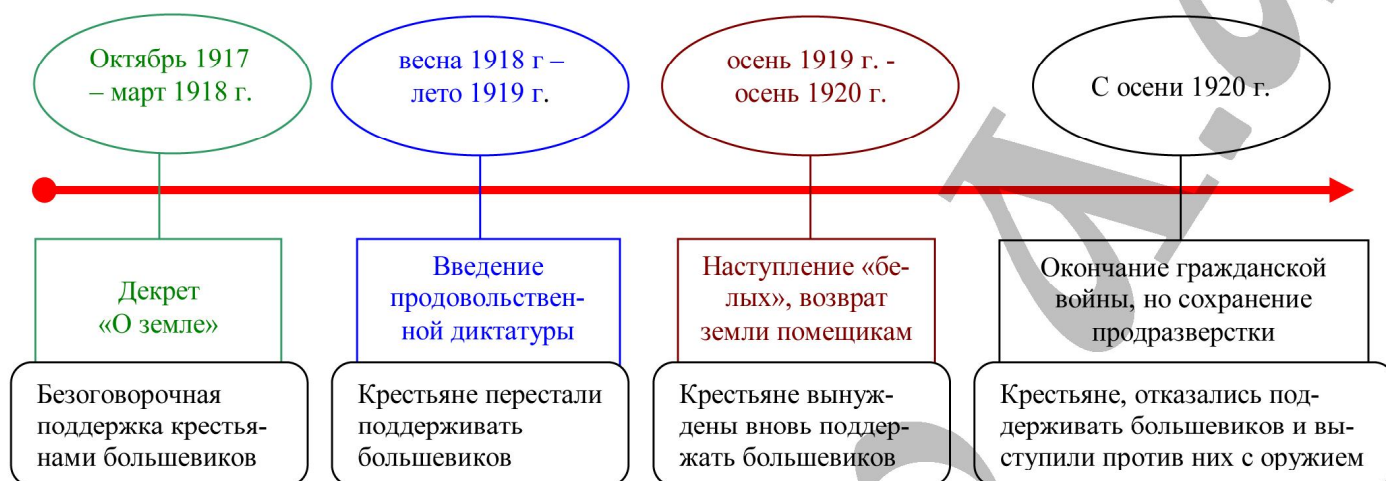 Октябрь 1917
– март 1918 г.
весна 1918 г –
лето 1919 г.
осень 1919 г. -
осень 1920 г.
С осени 1920 г.
Декрет
«О земле»
Введение
продовольствен-
ной диктатуры
Наступление «бе-
лых», возврат
земли помещикам
Окончание гражданской
войны, но сохранение
продразверстки
Безоговорочная
поддержка крестья-
нами большевиков
Крестьяне перестали
поддерживать
большевиков
Крестьяне вынуж-
дены вновь поддер-
жать большевиков
Крестьяне, отказались под-
держивать большевиков и вы-
ступили против них с оружием